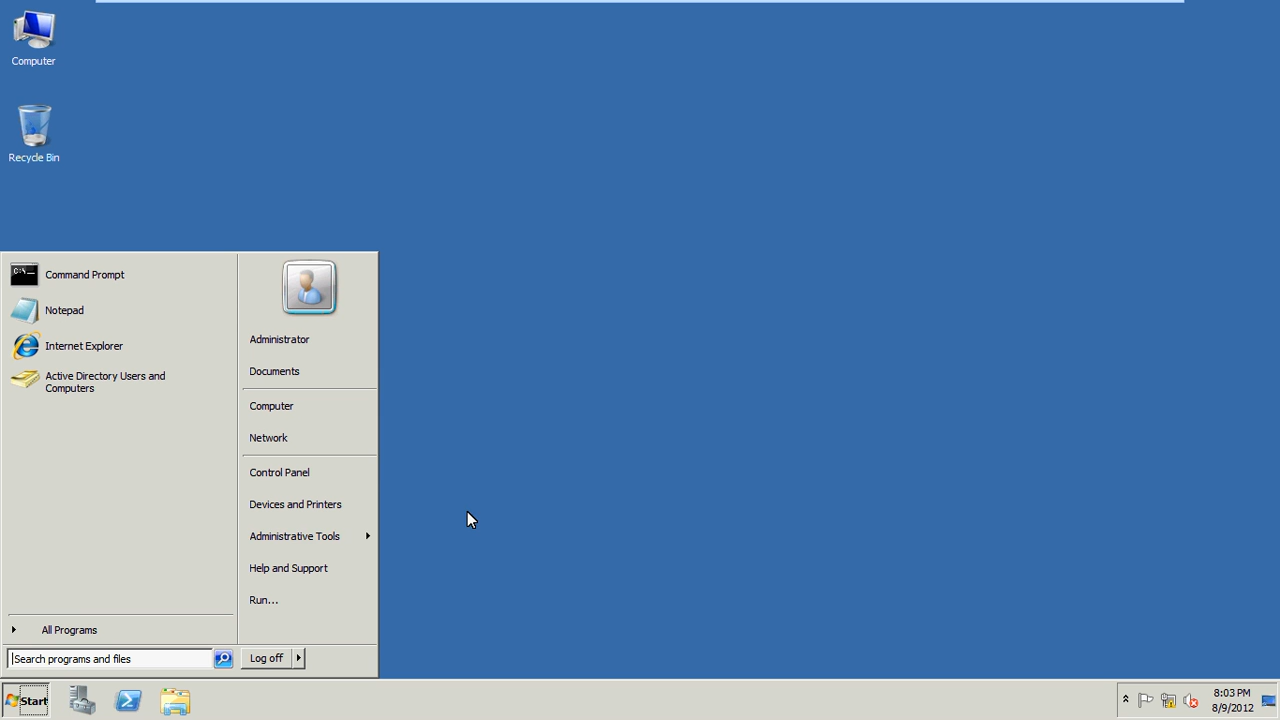 Computer
Recycle Bin
Command Prompt
Notepad
Internet Explorer
Active Directory Users and
Computers
All Programs
Search programs and files
Administrator
Documents
Computer
Network
Control Panel
Devices and Printers
Administrative Tools
Help and Support
Run...
Log off
Start
8:03 PM
8/9/2012